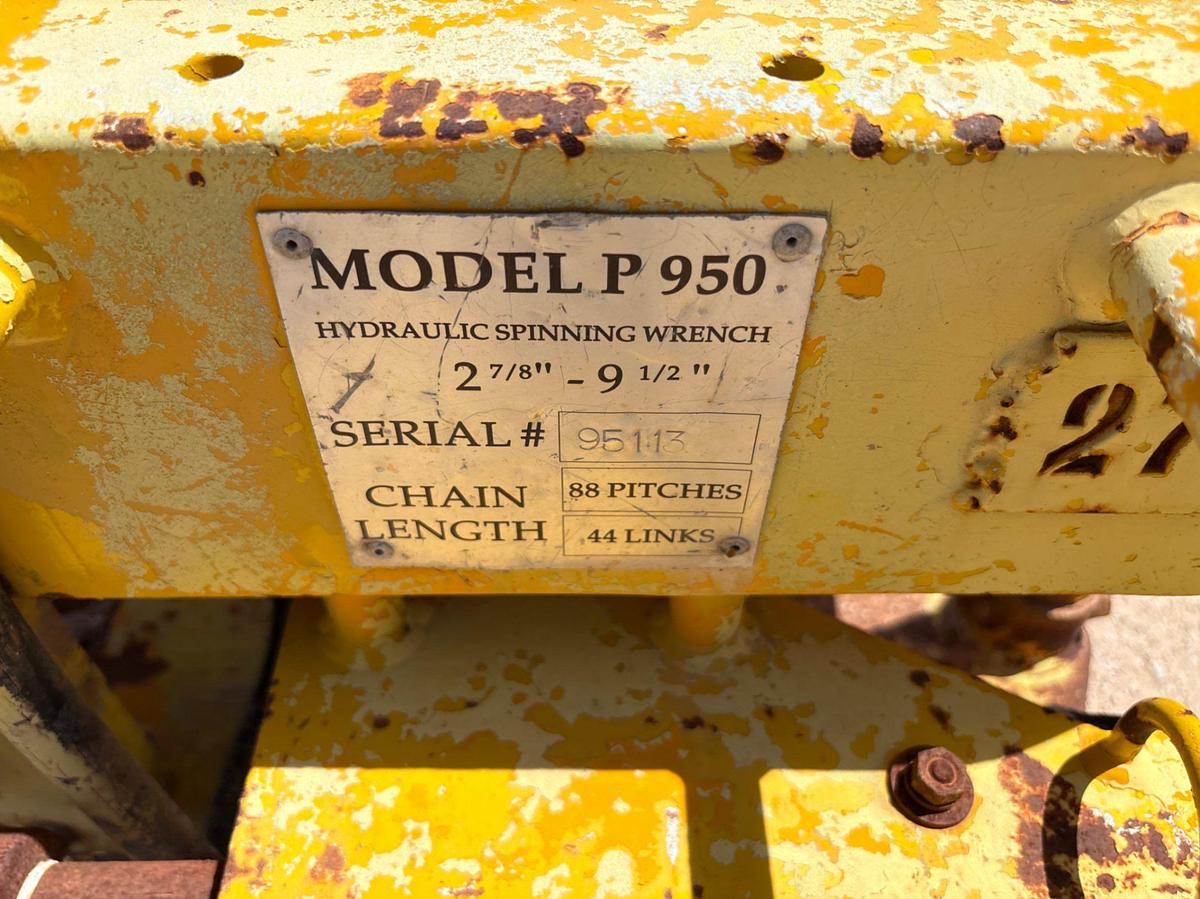 MODEL P 950
HYDRAULIC SPINNING WRENCH
2 7/8" - 9 1/2 "
SERIAL # 95113
CHAIN LENGTH
88 PITCHES
44 LINKS